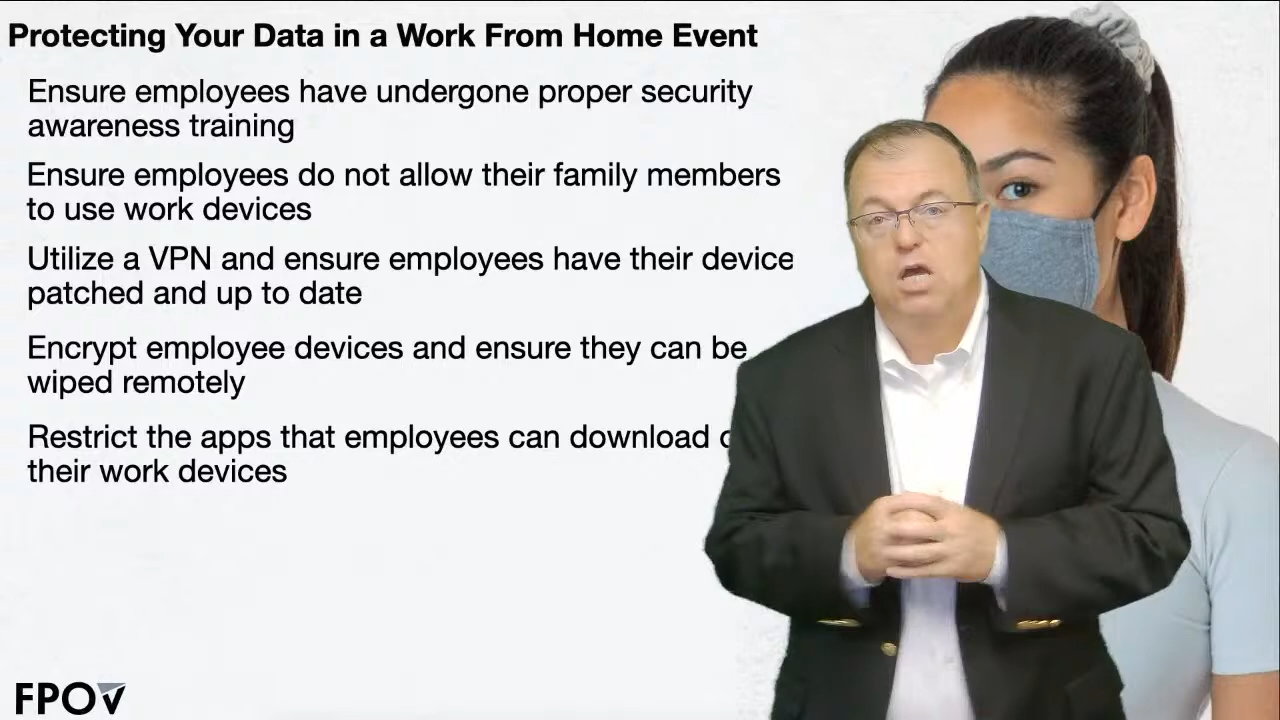 Protecting Your Data in a Work From Home Event
Ensure employees have undergone proper security
awareness training
Ensure employees do not allow their family members
to use work devices
Utilize a VPN and ensure employees have their device
patched and up to date
Encrypt employee devices and ensure they can be
wiped remotely
Restrict the apps that employees can download
their work devices
FPOV